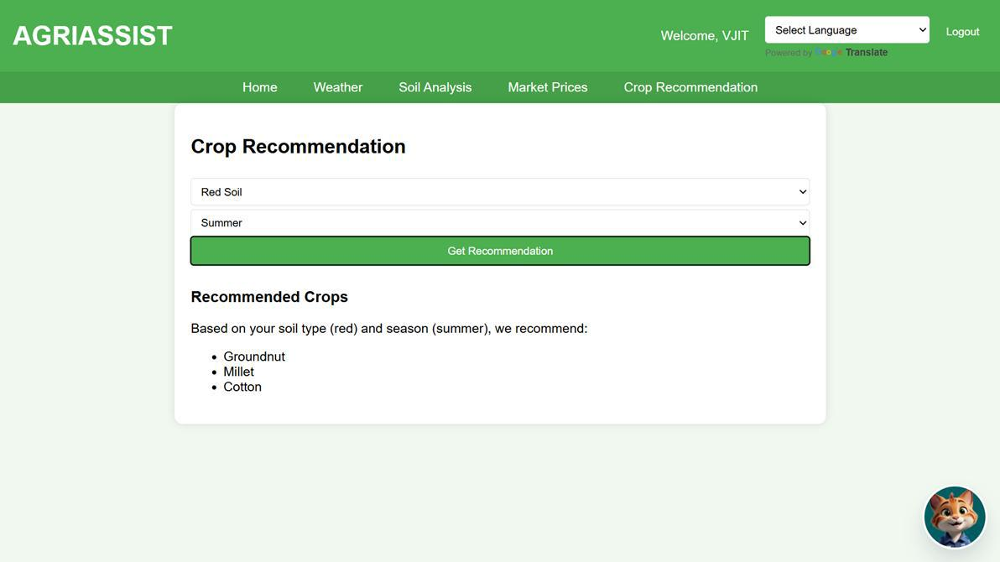 AGRIASSIST
Welcome, VJIT
Select Language
Logout
Powered by Google Translate
Home Weather Soil Analysis Market Prices Crop Recommendation
Crop Recommendation
Red Soil
Summer
Get Recommendation
Recommended Crops
Based on your soil type (red) and season (summer), we recommend:
• Groundnut
• Millet
• Cotton